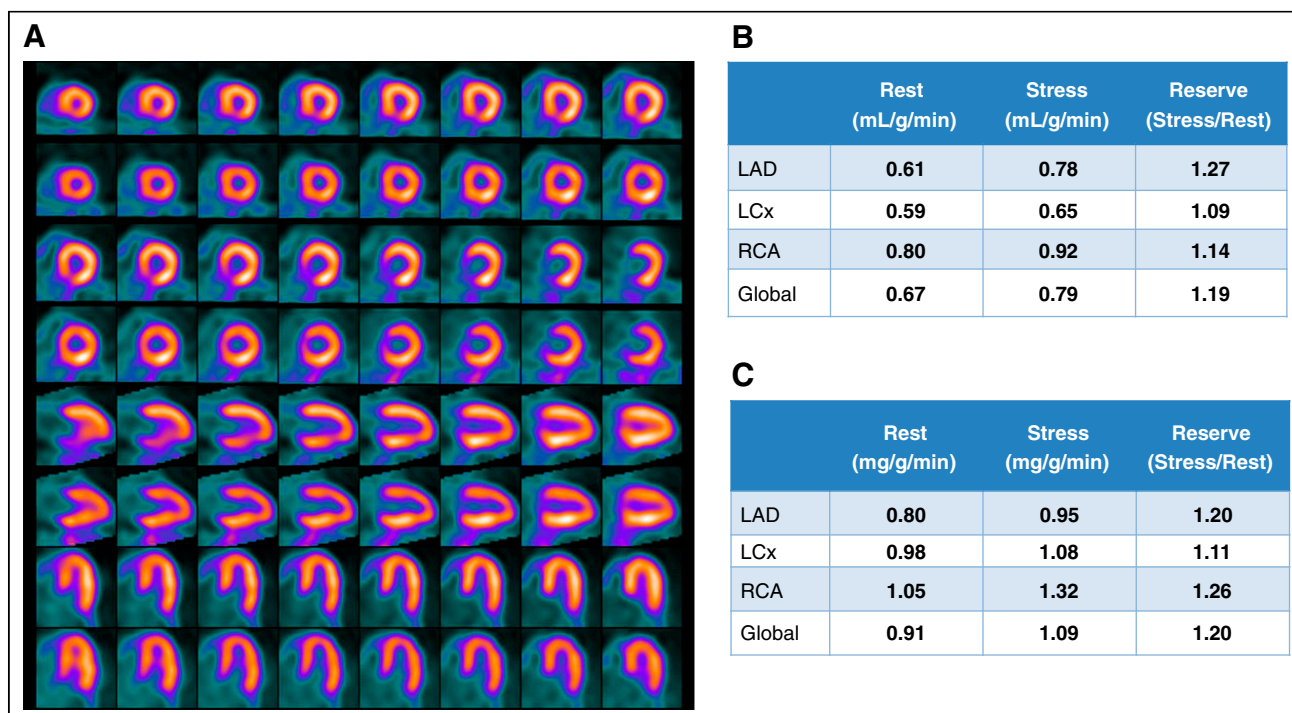 A
B
Rest Stress Reserve
(mL/g/min) (mL/g/min) (Stress/Rest)
LAD 0.61 0.78 1.27
LCx 0.59 0.65 1.09
RCA 0.80 0.92 1.14
Global 0.67 0.79 1.19
C
Rest Stress Reserve
(mg/g/min) (mg/g/min) (Stress/Rest)
LAD 0.80 0.95 1.20
LCx 0.98 1.08 1.11
RCA 1.05 1.32 1.26
Global 0.91 1.09 1.20